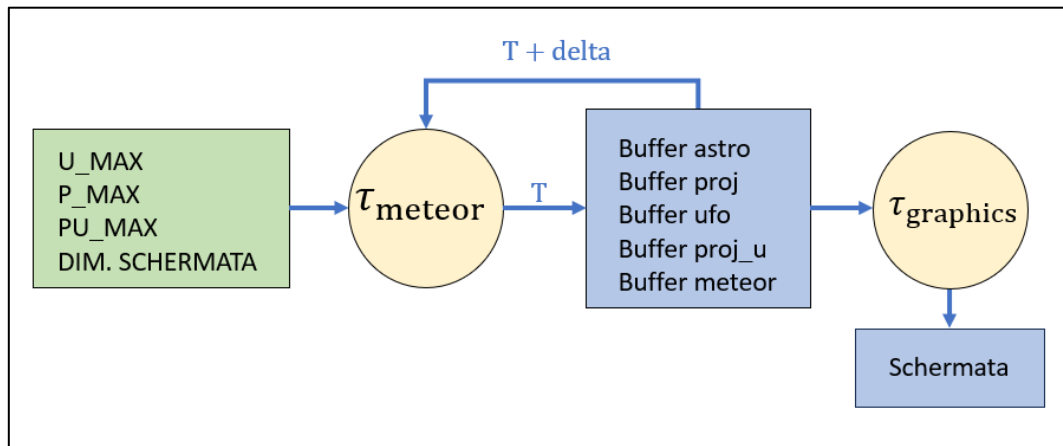 T + delta
U_MAX
P_MAX
PU_MAX
DIM. SCHERMATA
τmeteor
T
Buffer astro
Buffer proj
Buffer ufo
Buffer proj_u
Buffer meteor
τgraphics
Schermata